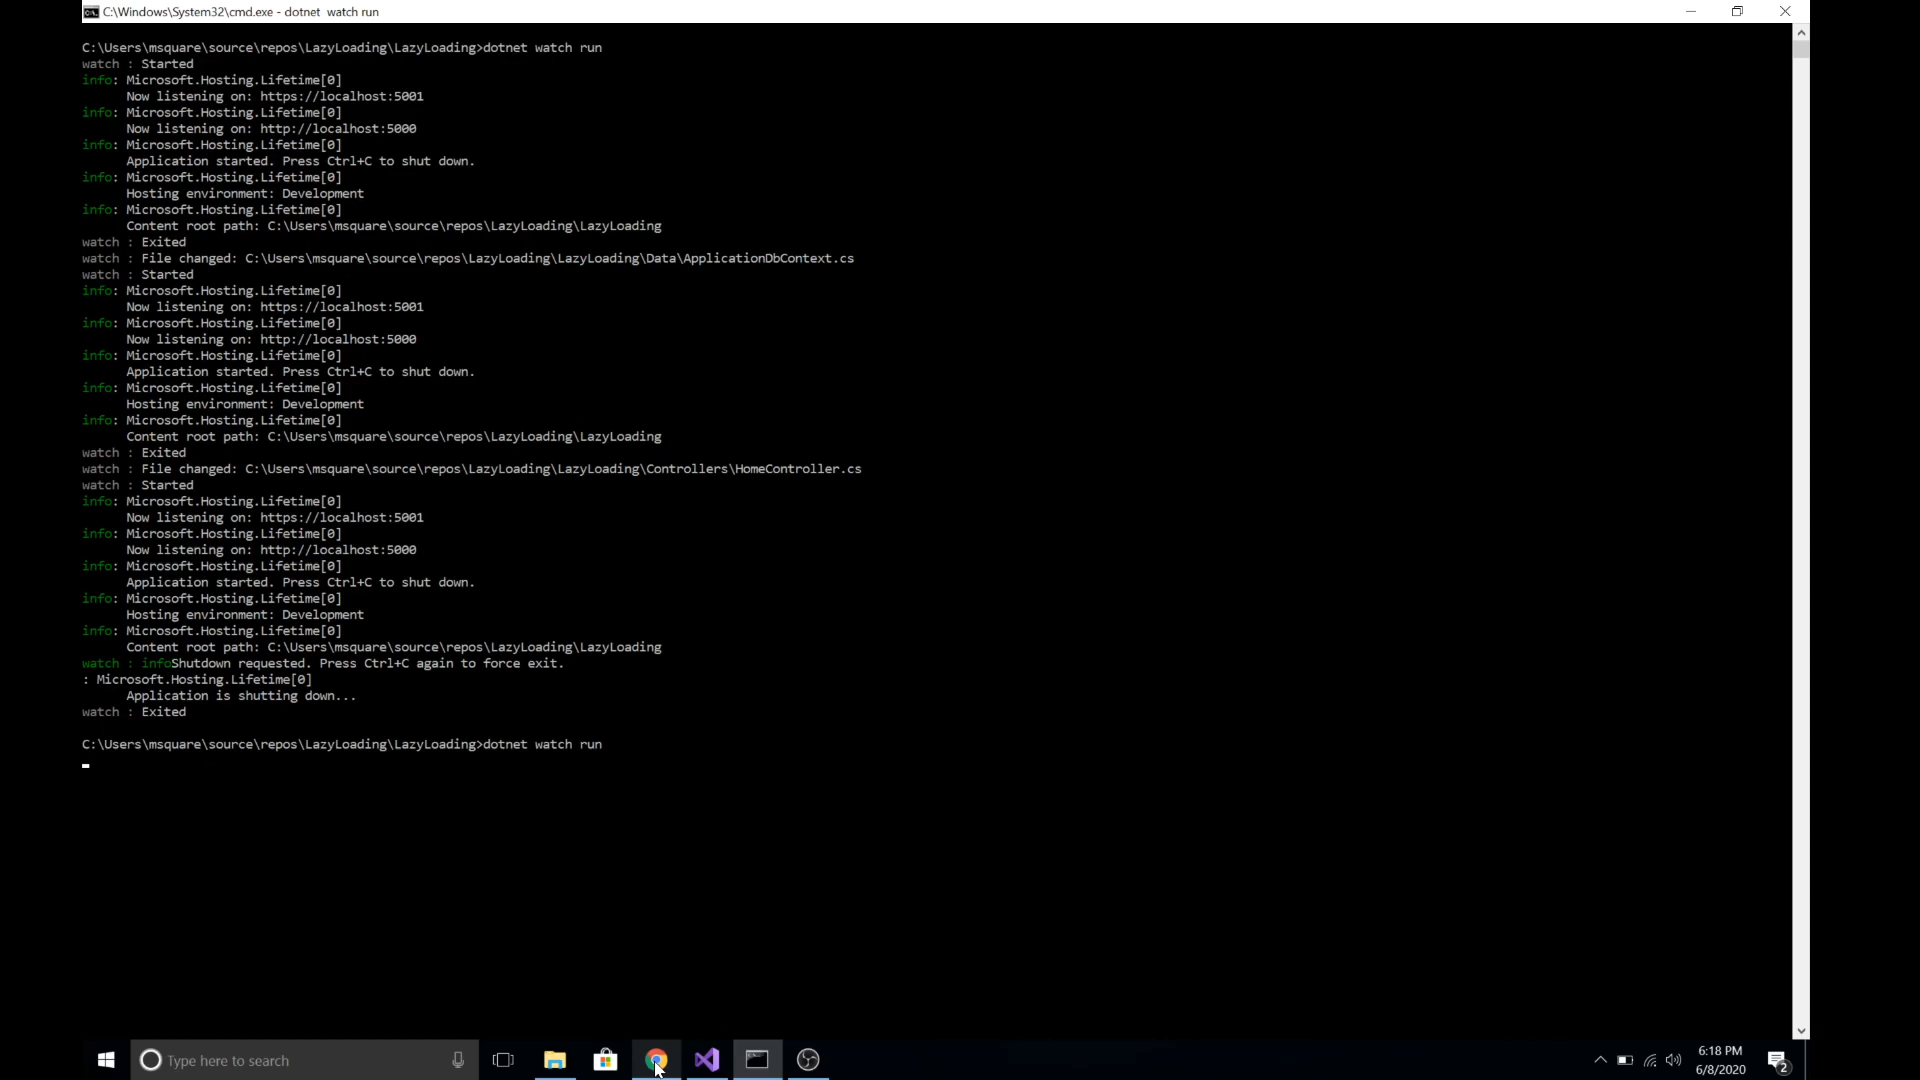 C:\Windows\System32\cmd.exe - dotnet  watch run
C:\Users\msquare\source\repos\LazyLoading\LazyLoading>dotnet watch run
watch : Started
info: Microsoft.Hosting.Lifetime[0]
Now listening on: https://localhost:5001
info: Microsoft.Hosting.Lifetime[0]
Now listening on: http://localhost:5000
info: Microsoft.Hosting.Lifetime[0]
Application started. Press Ctrl+C to shut down.
info: Microsoft.Hosting.Lifetime[0]
Hosting environment: Development
info: Microsoft.Hosting.Lifetime[0]
Content root path: C:\Users\msquare\source\repos\LazyLoading\LazyLoading
watch : Exited
watch : File changed: C:\Users\msquare\source\repos\LazyLoading\LazyLoading\Data\ApplicationDbContext.cs
watch : Started
info: Microsoft.Hosting.Lifetime[0]
Now listening on: https://localhost:5001
info: Microsoft.Hosting.Lifetime[0]
Now listening on: http://localhost:5000
info: Microsoft.Hosting.Lifetime[0]
Application started. Press Ctrl+C to shut down.
info: Microsoft.Hosting.Lifetime[0]
Hosting environment: Development
info: Microsoft.Hosting.Lifetime[0]
Content root path: C:\Users\msquare\source\repos\LazyLoading\LazyLoading
watch : Exited
watch : File changed: C:\Users\msquare\source\repos\LazyLoading\LazyLoading\Controllers\HomeController.cs
watch : Started
info: Microsoft.Hosting.Lifetime[0]
Now listening on: https://localhost:5001
info: Microsoft.Hosting.Lifetime[0]
Now listening on: http://localhost:5000
info: Microsoft.Hosting.Lifetime[0]
Application started. Press Ctrl+C to shut down.
info: Microsoft.Hosting.Lifetime[0]
Hosting environment: Development
info: Microsoft.Hosting.Lifetime[0]
Content root path: C:\Users\msquare\source\repos\LazyLoading\LazyLoading
watch : infoShutdown requested. Press Ctrl+C again to force exit.
: Microsoft.Hosting.Lifetime[0]
Application is shutting down...
watch : Exited
C:\Users\msquare\source\repos\LazyLoading\LazyLoading>dotnet watch run
Type here to search
6:18 PM
6/8/2020
2